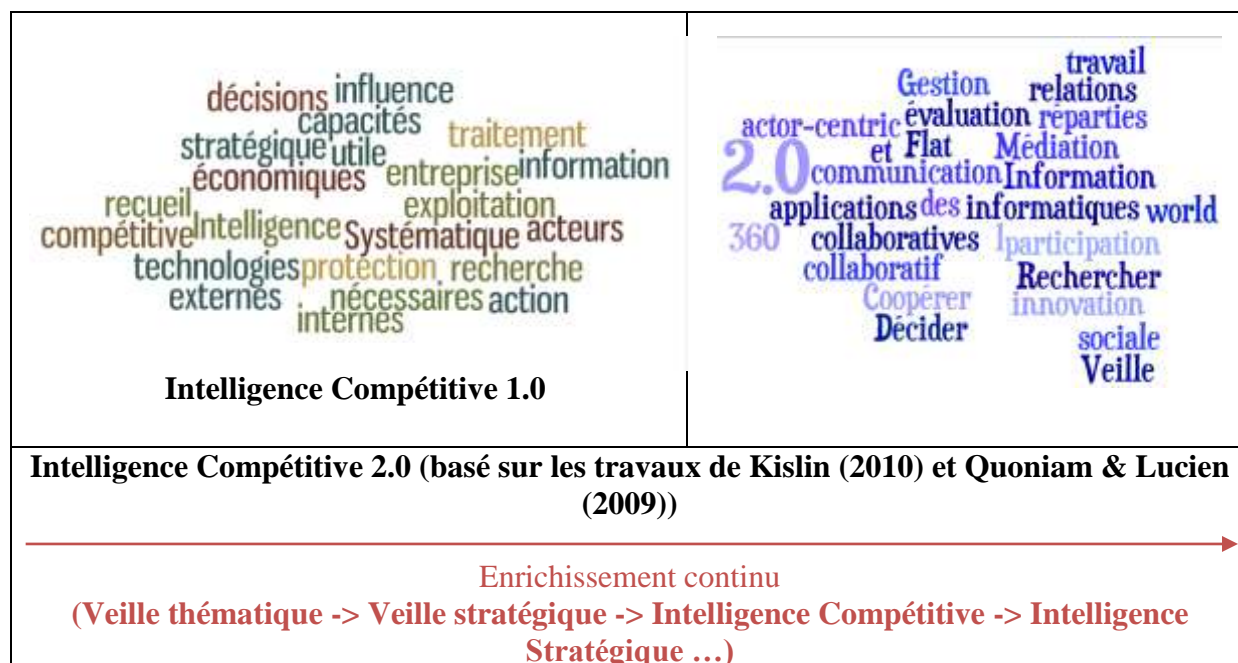 décisions influence
capacités
stratégique utile traitement
économiques entreprise information
recueil exploitation
compétitive Intelligence Systématique acteurs
technologies protection recherche
externes nécessaires action
internes
Intelligence Compétitive 1.0
travail
Gestion relations
actor-centric évaluation réparties
2.0 et Flat Médiation
communication Information
applications des informatiques world
360 collaboratives lparticipation
collaboratif Rechercher
Coopérer innovation
Décider sociale
Veille
Intelligence Compétitive 2.0 (basé sur les travaux de Kislin (2010) et Quoniam & Lucien
(2009))
Enrichissement continu
(Veille thématique -> Veille stratégique -> Intelligence Compétitive -> Intelligence
Stratégique …)